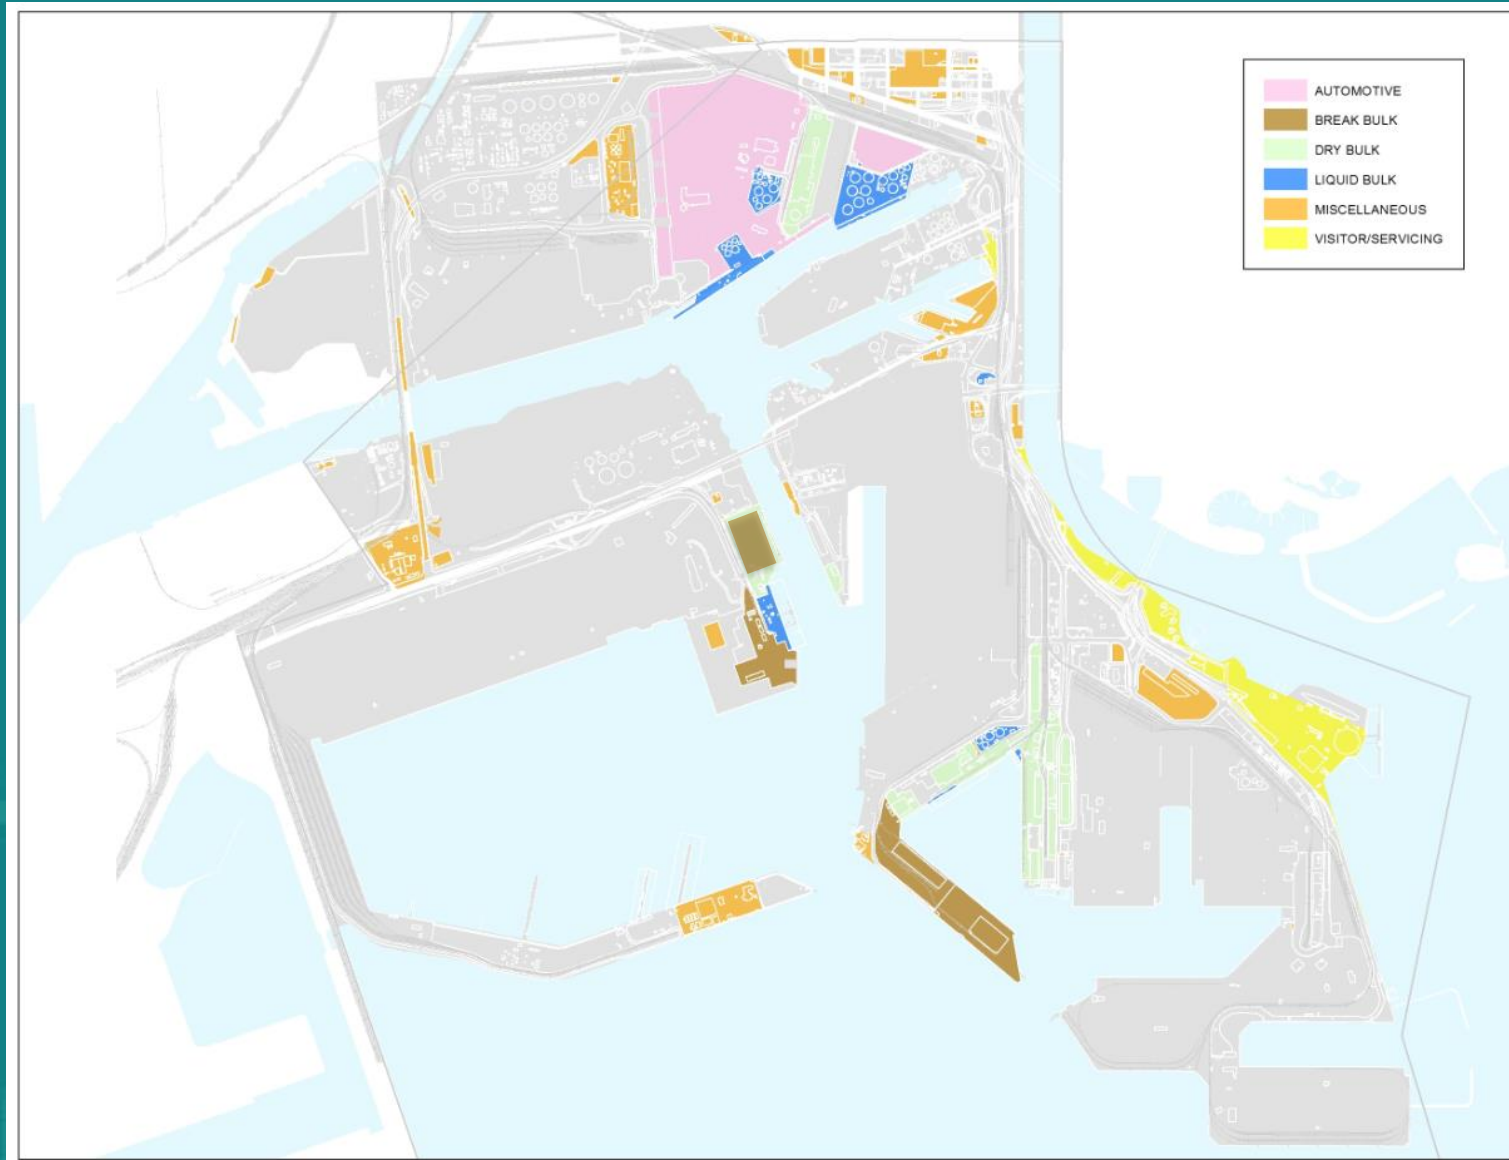 AUTOMOTIVE
BREAK BULK
DRY BULK
LIQUID BULK
MISCELLANEOUS
VISITOR/SERVICING